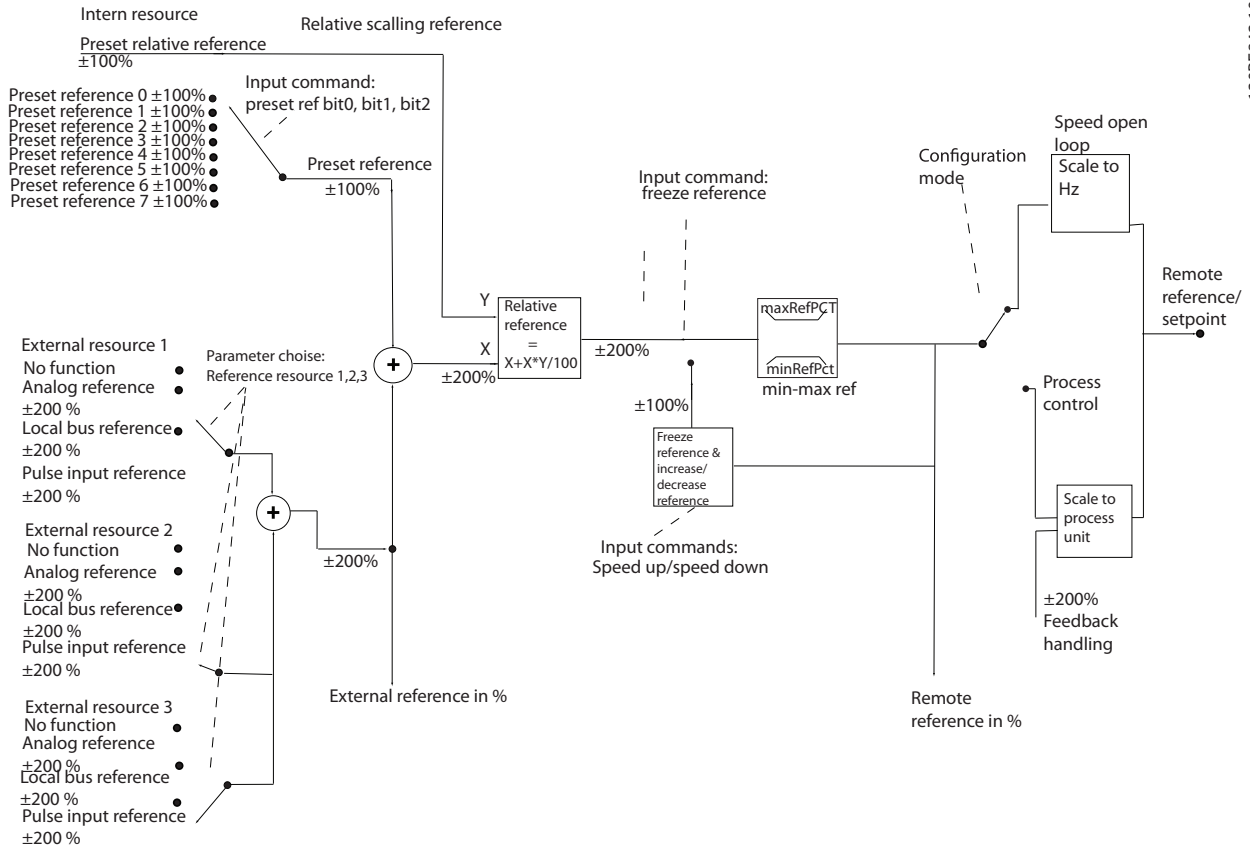 Intern resource
Relative scalling reference
Preset relative reference
±100%
Input command:
preset ref bit0, bit1, bit2
Preset reference 0 ±100%
Preset reference 1 ±100%
Preset reference 2 ±100%
Preset reference 3 ±100%
Preset reference 4 ±100%
Preset reference 5 ±100%
Preset reference 6 ±100%
Preset reference 7 ±100%
Preset reference
±100%
Input command:
freeze reference
Configuration
mode
Speed open
loop
Scale to
Hz
Remote
reference/
setpoint
Y
X
±200%
Relative
reference
=
X+X*Y/100
±200%
maxRefPCT
minRefPct
min-max ref
±100%
Freeze
reference &
increase/
decrease
reference
Input commands:
Speed up/speed down
Process
control
Scale to
process
unit
±200%
Feedback
handling
Remote
reference in %
External resource 1
No function
Analog reference
±200 %
Local bus reference
±200 %
Pulse input reference
±200 %
Parameter choise:
Reference resource 1,2,3
+
+
±200%
External reference in %
External resource 2
No function
Analog reference
±200 %
Local bus reference
±200 %
Pulse input reference
±200 %
External resource 3
No function
Analog reference
±200 %
Local bus reference
±200 %
Pulse input reference
±200 %